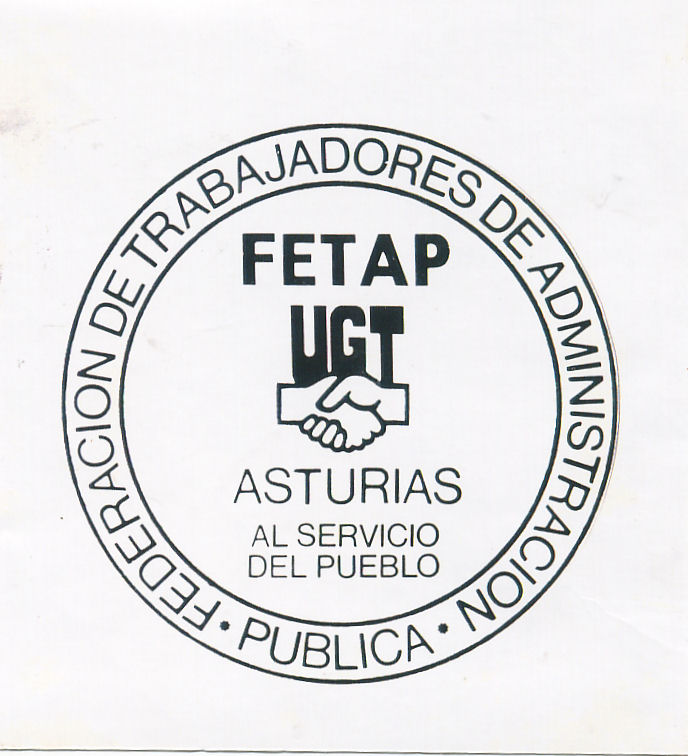 FEDERACION DE TRABAJADORES DE ADMINISTRACION
• PUBLICA •
FETAP
UGT
ASTURIAS
AL SERVICIO
DEL PUEBLO